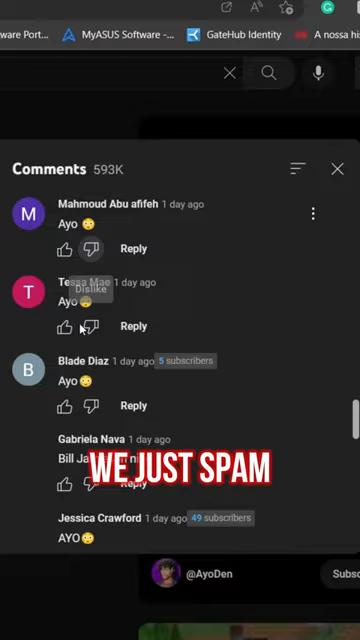 ware Port...
MyASUS Software -...
GateHub Identity
A nossa his
Comments 593K
Mahmoud Abu afifeh 1 day ago
Ayo 😳
Reply
Tessa Mae 1 day ago
Dislike
Ayo
Reply
Blade Diaz 1 day ago 5 subscribers
Ayo😳
Reply
Gabriela Nava 1 day ago
Bill
WE JUST SPAM
Jessica Crawford 1 day ago 49 subscribers
AYO😳
@AyoDen
Subsc